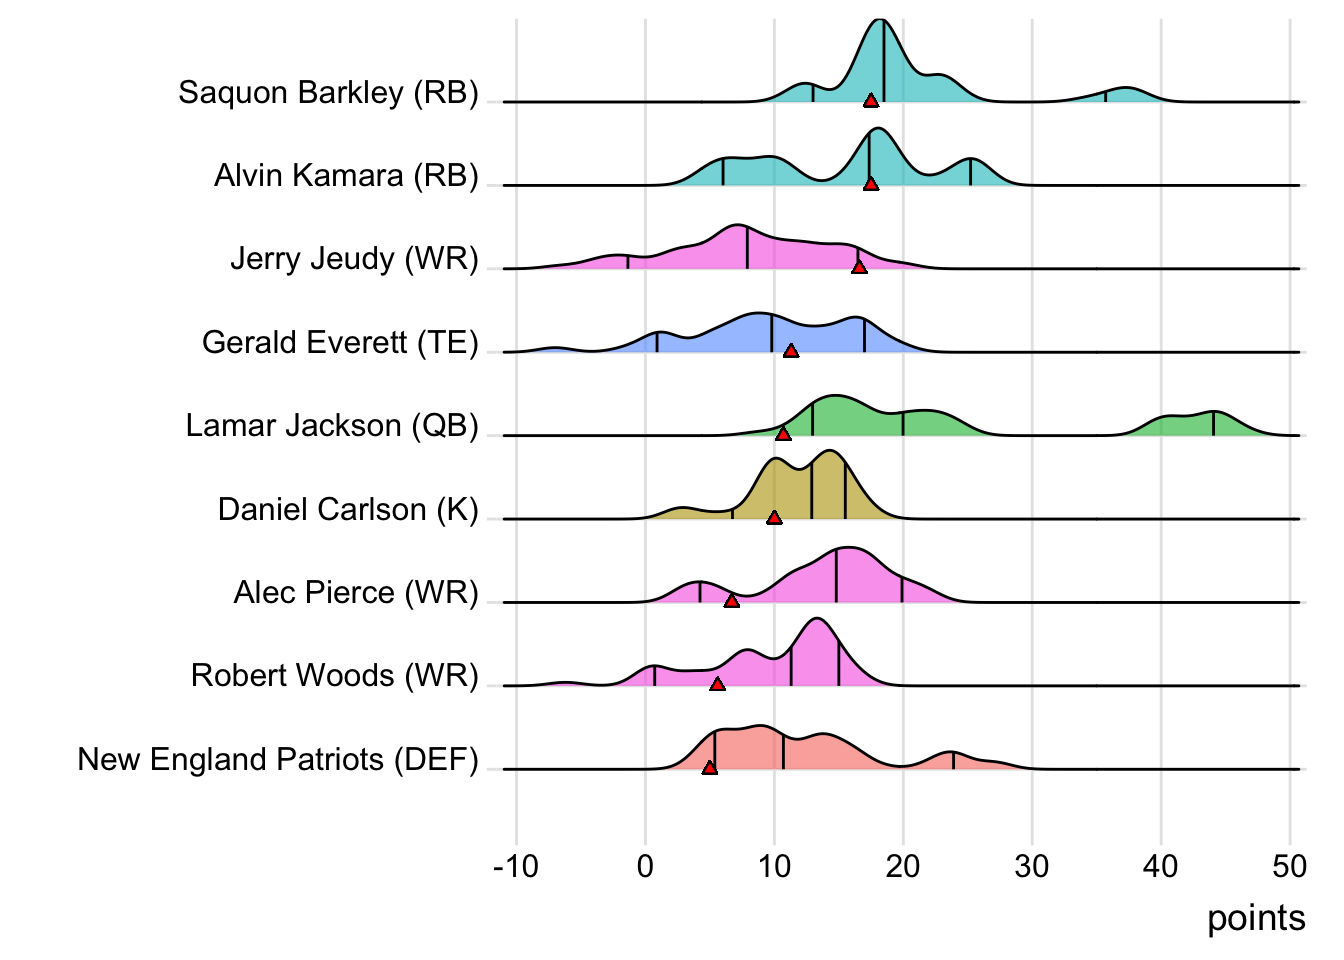 Saquon Barkley (RB)
Alvin Kamara (RB)
Jerry Jeudy (WR)
Gerald Everett (TE)
Lamar Jackson (QB)
Daniel Carlson (K)
Alec Pierce (WR)
Robert Woods (WR)
New England Patriots (DEF)
-10 0 10 20 30 40 50
points